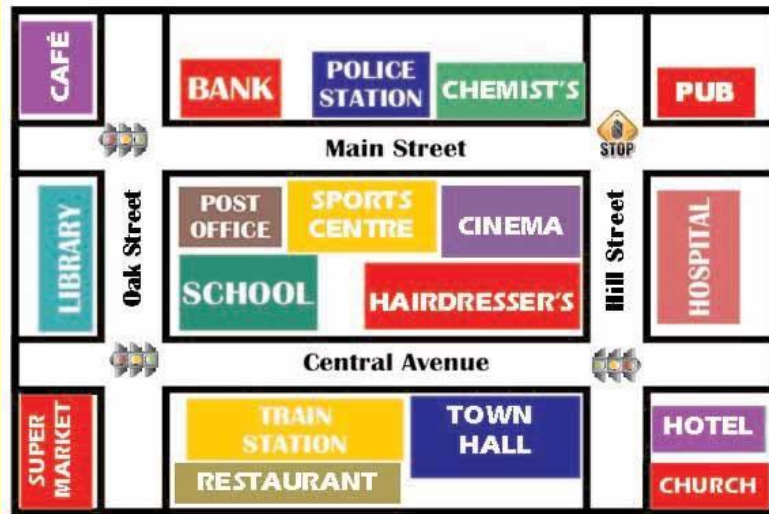 CAFÉ
BANK
POLICE
STATION
CHEMIST'S
PUB
STOP
Main Street
LIBRARY
Oak Street
POST
OFFICE
SPORTS
CENTRE
CINEMA
SCHOOL
HAIRDRESSER'S
Hill Street
HOSPITAL
Central Avenue
SUPER
MARKET
TRAIN
STATION
RESTAURANT
TOWN
HALL
HOTEL
CHURCH